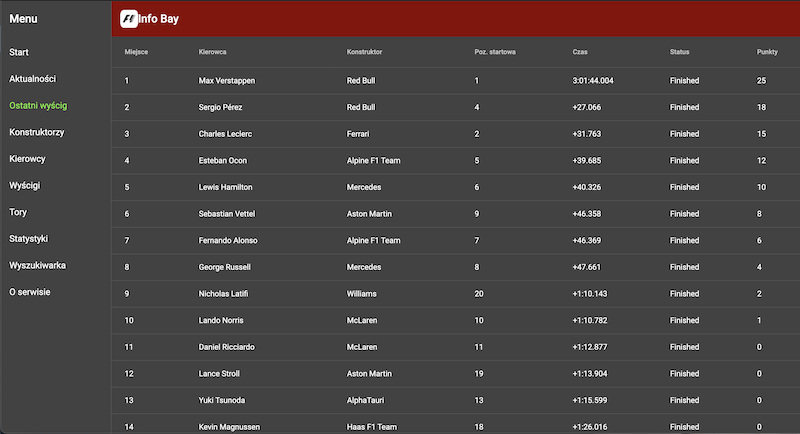 Menu
F1 Info Bay
Start
Aktualności
Ostatni wyścig
Konstruktorzy
Kierowcy
Wyścigi
Tory
Statystyki
Wyszukiwarka
O serwisie
Miejsce Kierowca Konstruktor Poz. startowa Czas Status Punkty
1 Max Verstappen Red Bull 1 3:01:44.004 Finished 25
2 Sergio Pérez Red Bull 4 +27.066 Finished 18
3 Charles Leclerc Ferrari 2 +31.763 Finished 15
4 Esteban Ocon Alpine F1 Team 5 +39.685 Finished 12
5 Lewis Hamilton Mercedes 6 +40.326 Finished 10
6 Sebastian Vettel Aston Martin 9 +46.358 Finished 8
7 Fernando Alonso Alpine F1 Team 7 +46.369 Finished 6
8 George Russell Mercedes 8 +47.661 Finished 4
9 Nicholas Latifi Williams 20 +1:10.143 Finished 2
10 Lando Norris McLaren 10 +1:10.782 Finished 1
11 Daniel Ricciardo McLaren 11 +1:12.877 Finished 0
12 Lance Stroll Aston Martin 19 +1:13.904 Finished 0
13 Yuki Tsunoda AlphaTauri 13 +1:15.599 Finished 0
14 Kevin Magnussen Haas F1 Team 18 +1:26.016 Finished 0